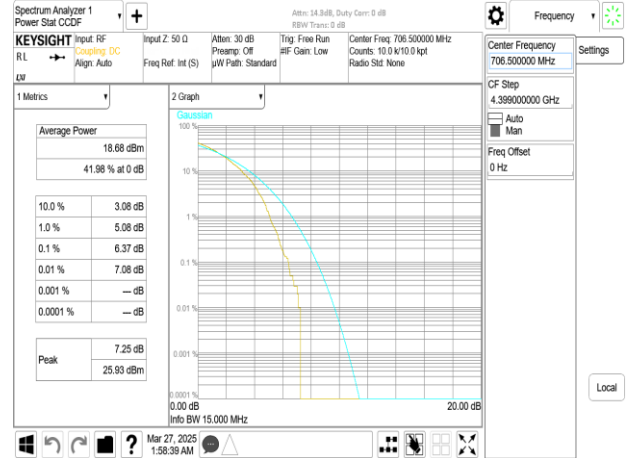 Spectrum Analyzer 1
Power Stat CCDF
Attn: 14.8dB, Duty Corr: 0 dB
RBW Trans: 0 dB
Frequency
KEYSIGHT
RL
LXI
Input: RF
Coupling: DC
Align: Auto
Input Z: 50 Ω
Freq Ref: Int (S)
Atten: 30 dB
Preamp: Off
µW Path: Standard
Trig: Free Run
#IF Gain: Low
Center Freq: 706.500000 MHz
Counts: 10.0 k/10.0 kpt
Radio Std: None
Center Frequency
706.500000 MHz
Settings
CF Step
4.399000000 GHz
Auto
Man
Freq Offset
0 Hz
1 Metrics
Average Power
18.68 dBm
41.98 % at 0 dB
10.0 % 3.08 dB
1.0 % 5.08 dB
0.1 % 6.37 dB
0.01 % 7.08 dB
0.001 % --- dB
0.0001 % --- dB
Peak
7.25 dB
25.93 dBm
2 Graph
Gaussian
100 %
10 %
1 %
0.1 %
0.01 %
0.001 %
0.0001 %
0.00 dB 20.00 dB
Info BW 15.000 MHz
Local
Mar 27, 2025
1:58:39 AM